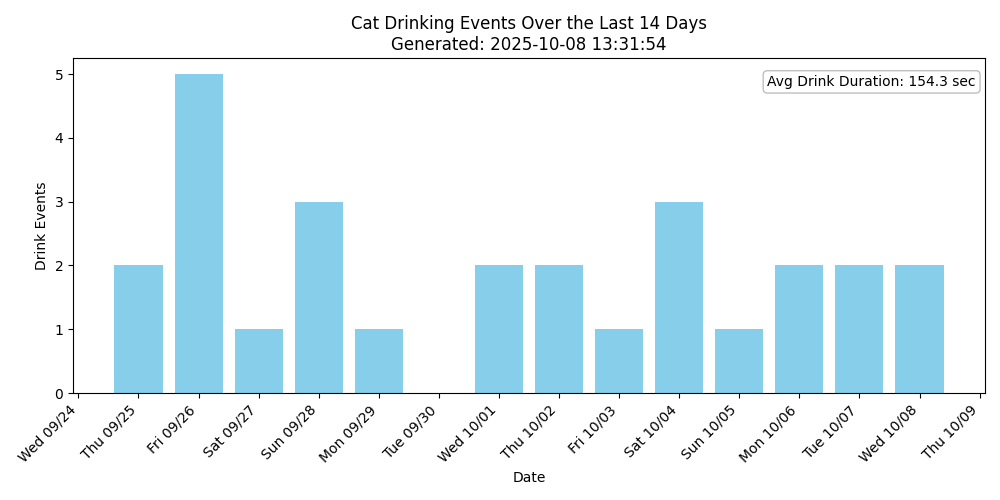 Cat Drinking Events Over the Last 14 Days
Generated: 2025-10-08 13:31:54
Avg Drink Duration: 154.3 sec
Drink Events
5
4
3
2
1
0
Wed 09/24
Thu 09/25
Fri 09/26
Sat 09/27
Sun 09/28
Mon 09/29
Tue 09/30
Wed 10/01
Thu 10/02
Fri 10/03
Sat 10/04
Sun 10/05
Mon 10/06
Tue 10/07
Wed 10/08
Thu 10/09
Date